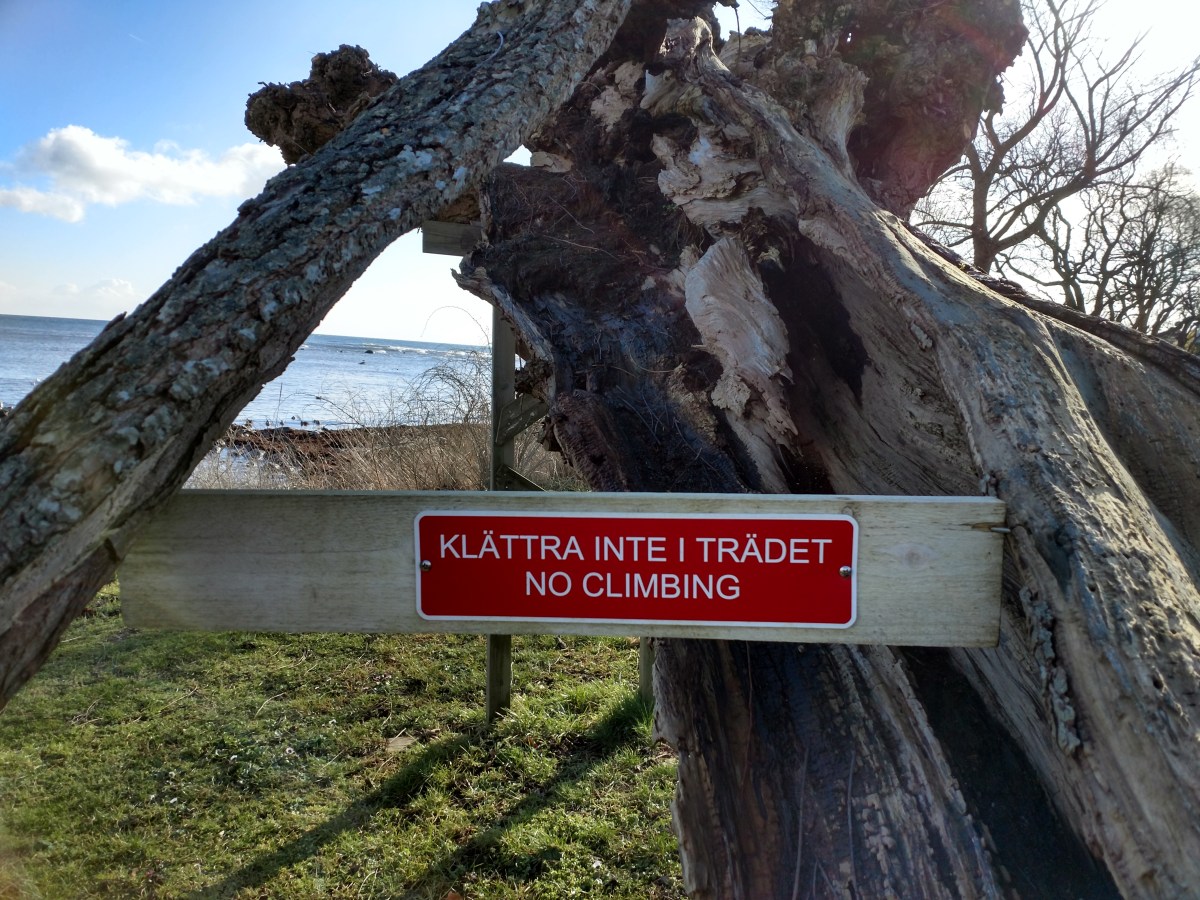 KLÄTTRA INTE I TRÄDET
NO CLIMBING